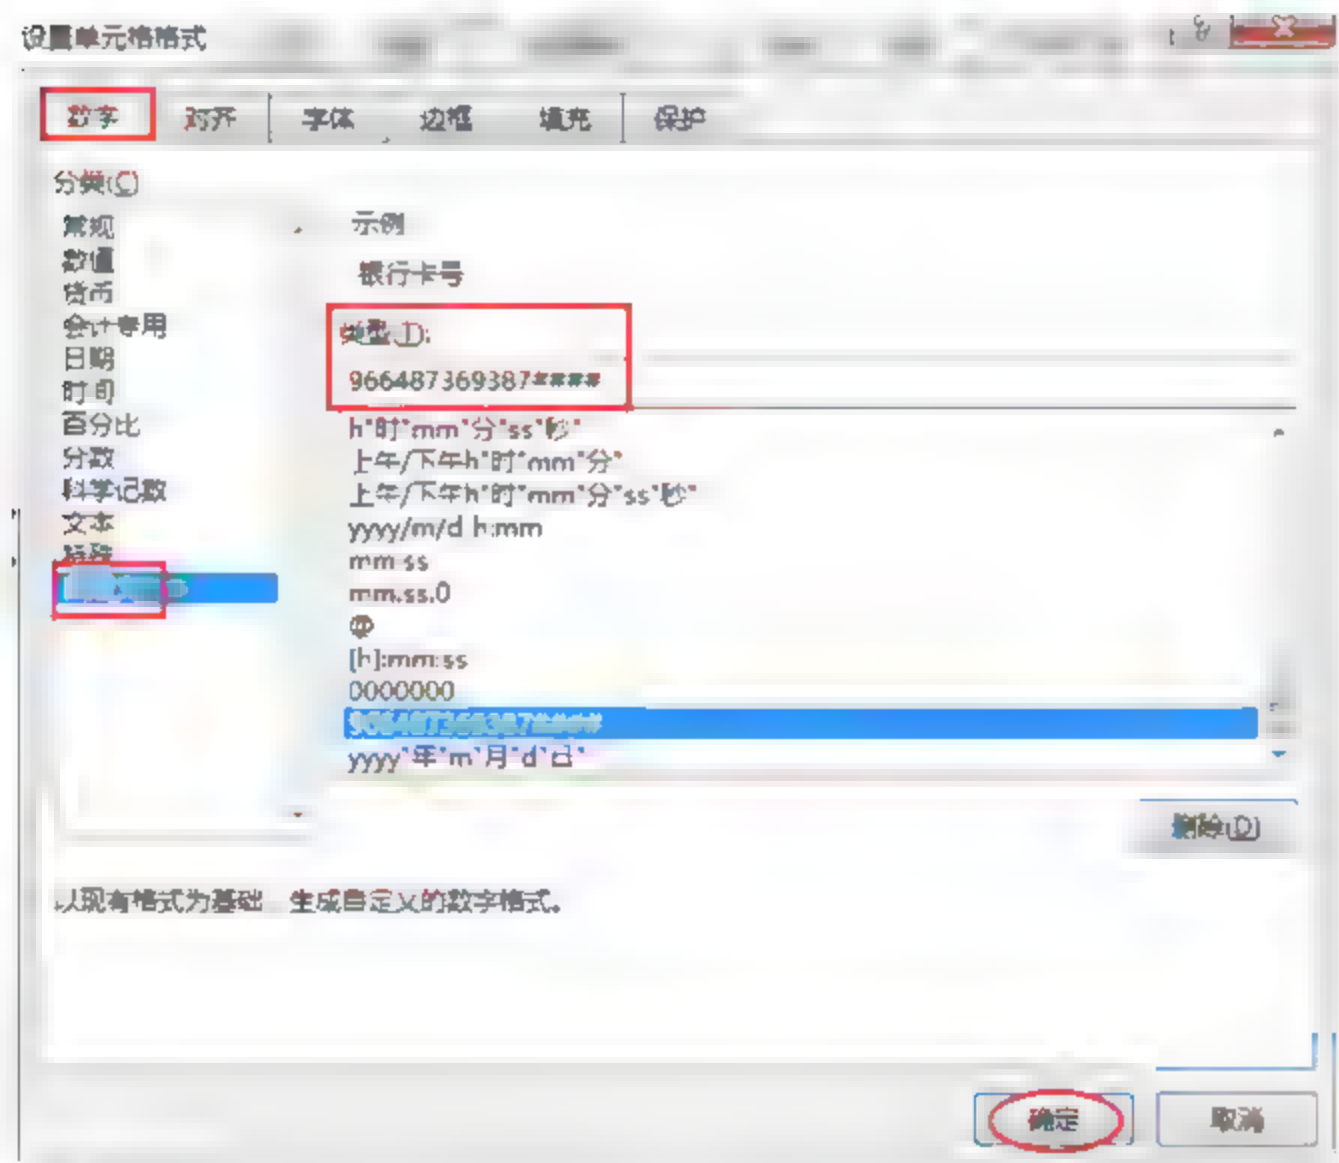 设置单元格格式
数字 对齐 字体 边框 填充 保护
分类(C)
常规
数值
货币
会计专用
日期
时间
百分比
分数
科学记数
文本
特殊
示例
银行卡号
类型(T):
966487369387####
h"时"mm"分"ss"秒"
上午/下午h"时"mm"分"
上午/下午h"时"mm"分"ss"秒"
yyyy/m/d h:mm
mm:ss
mm:ss.0
@
[h]:mm:ss
0000000
966487369387####
yyyy"年"m"月"d"日"
删除(D)
以现有格式为基础，生成自定义的数字格式。
确定 取消